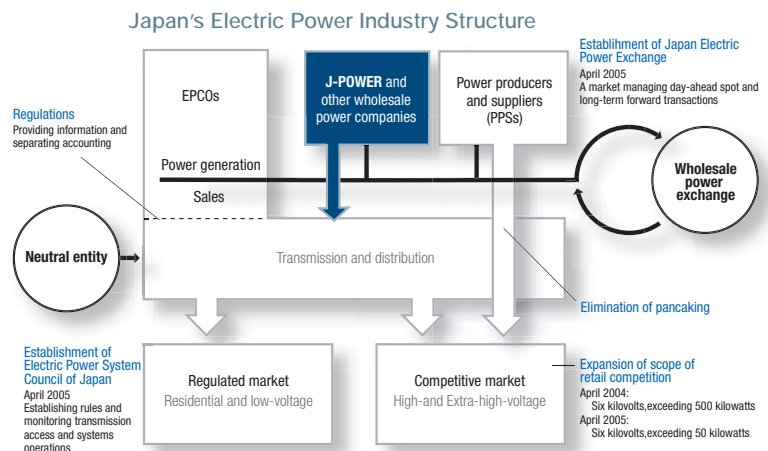 Japan's Electric Power Industry Structure
Establihment of Japan Electric
Power Exchange
April 2005
A market managing day-ahead spot and
long-term forward transactions
EPCOs
J-POWER and
other wholesale
power companies
Power producers
and suppliers
(PPSs)
Regulations
Providing information and
separating accounting
Power generation
Sales
Wholesale
power
exchange
Neutral entity
Transmission and distribution
Elimination of pancaking
Establishment of
Electric Power System
Council of Japan
April 2005
Establishing rules and
monitoring transmission
access and systems
operations
Regulated market
Residential and low-voltage
Competitive market
High-and Extra-high-voltage
Expansion of scope of
retail competition
April 2004:
Six kilovolts,exceeding 500 kilowatts
April 2005:
Six kilovolts,exceeding 50 kilowatts